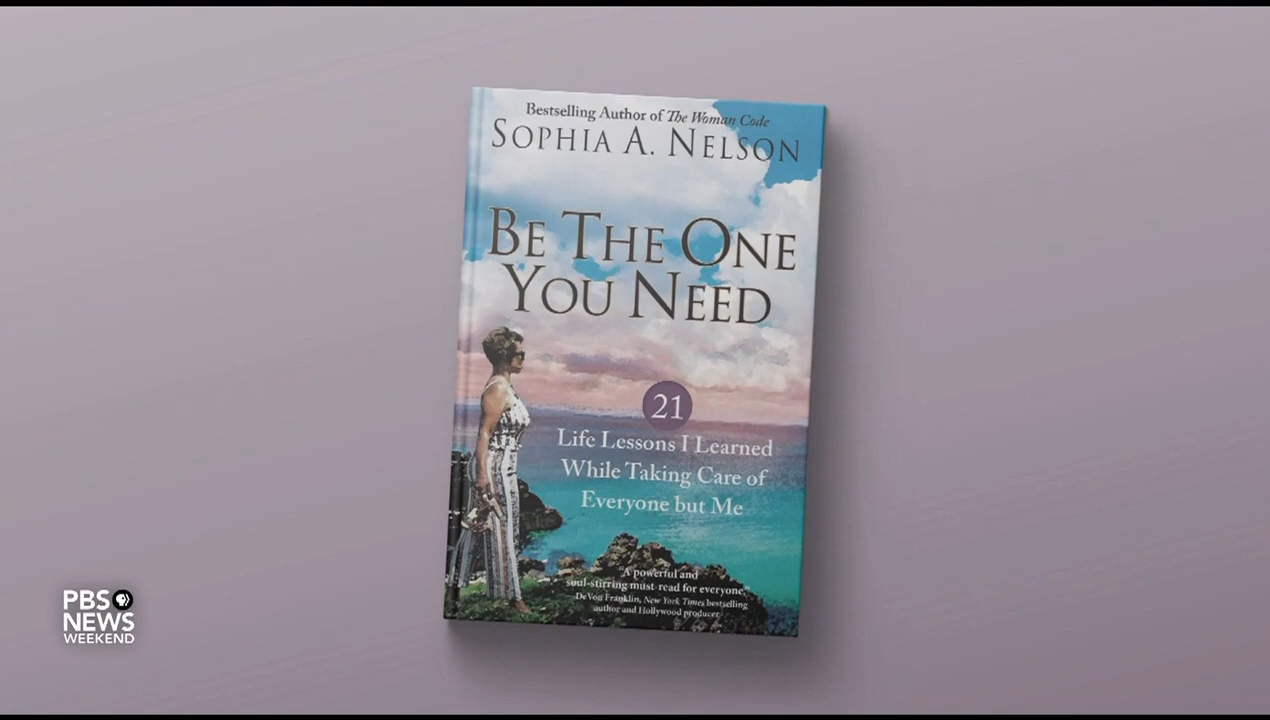 Bestselling Author of The Woman Code
SOPHIA A. NELSON
BE THE ONE
YOU NEED
21
Life Lessons I Learned
While Taking Care of
Everyone but Me
"A powerful and
soul-stirring must-read for everyone."
DeVon Franklin, New York Times bestselling
author and Hollywood producer
PBS
NEWS
WEEKEND